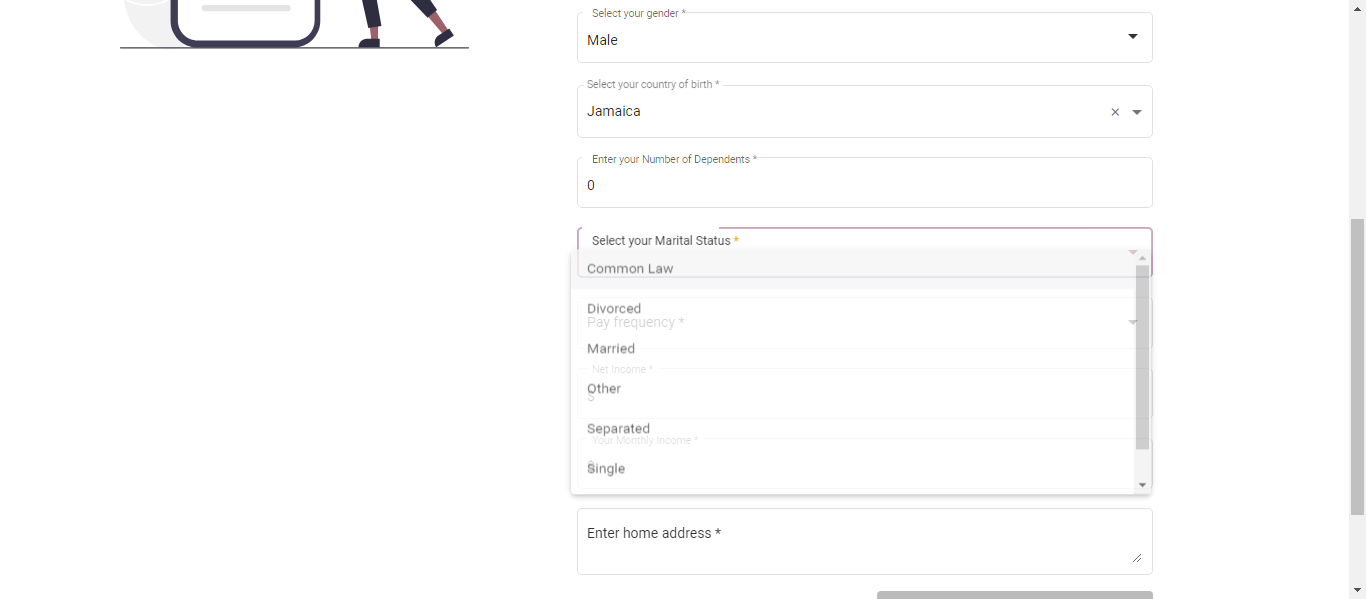 Select your gender *
Male
Select your country of birth *
Jamaica
Enter your Number of Dependents *
0
Select your Marital Status *
Common Law
Divorced
Pay frequency *
Married
Net Income *
Other
$
Separated
Your Monthly Income *
Single
Enter home address *